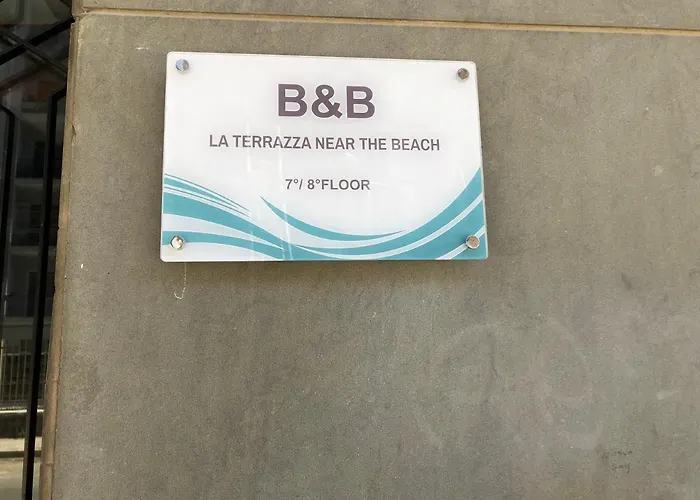 B&B
LA TERRAZZA NEAR THE BEACH
7°/ 8°FLOOR